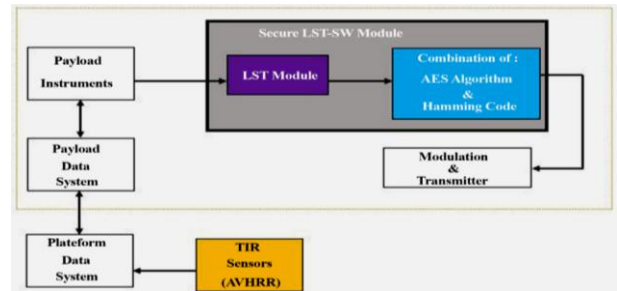 Secure LST-SW Module
Payload
Instruments
LST Module
Combination of :
AES Algorithm
&
Hamming Code
Payload
Data
System
Modulation
&
Transmitter
Plateform
Data
System
TIR
Sensors
(AVHRR)